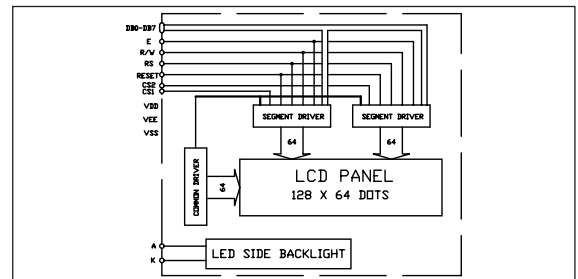 DB0-DB7
E
R/W
RS
RESET
CS2
CS1
VDD
VEE
VSS
SEGMENT DRIVER
SEGMENT DRIVER
64
64
COMMON DRIVER
64
LCD PANEL
128 X 64 DOTS
A
K
LED SIDE BACKLIGHT